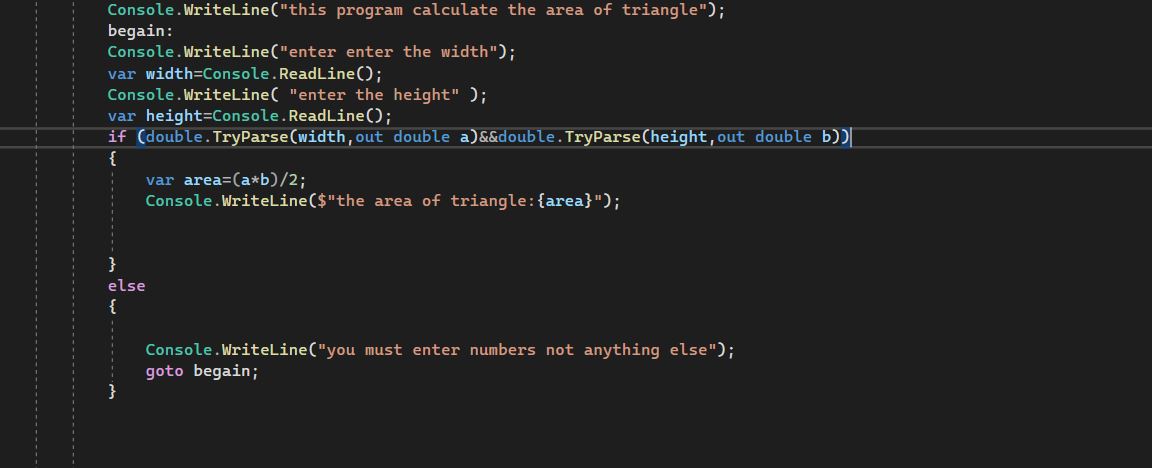 Console.WriteLine("this program calculate the area of triangle");
begain:
Console.WriteLine("enter enter the width");
var width=Console.ReadLine();
Console.WriteLine( "enter the height" );
var height=Console.ReadLine();
if (double.TryParse(width,out double a)&&double.TryParse(height,out double b))
{
var area=(a*b)/2;
Console.WriteLine($"the area of triangle:{area}");
}
else
{
Console.WriteLine("you must enter numbers not anything else");
goto begain;
}